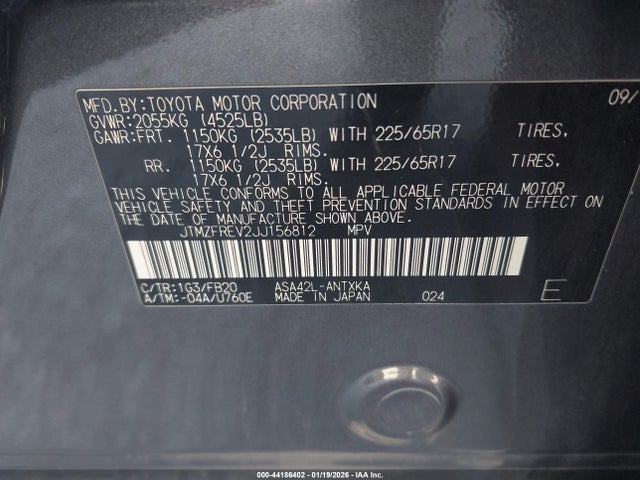 MFD.BY:TOYOTA MOTOR CORPORATION 09/
GVWR:2055KG (4525LB)
GAWR:FRT. 1150KG (2535LB) WITH 225/65R17 TIRES,
17X6 1/2J RIMS.
RR. 1150KG (2535LB) WITH 225/65R17 TIRES,
17X6 1/2J RIMS.
THIS VEHICLE CONFORMS TO ALL APPLICABLE FEDERAL MOTOR
VEHICLE SAFETY AND THEFT PREVENTION STANDARDS IN EFFECT ON
THE DATE OF MANUFACTURE SHOWN ABOVE.
JTMZFREV2JJ156812 MPV
C/TR:1G3/FB20 ASA42L-ANTXKA
A/TM:-04A/U760E MADE IN JAPAN 024 E
000-44186402 - 01/19/2026 - IAA Inc.